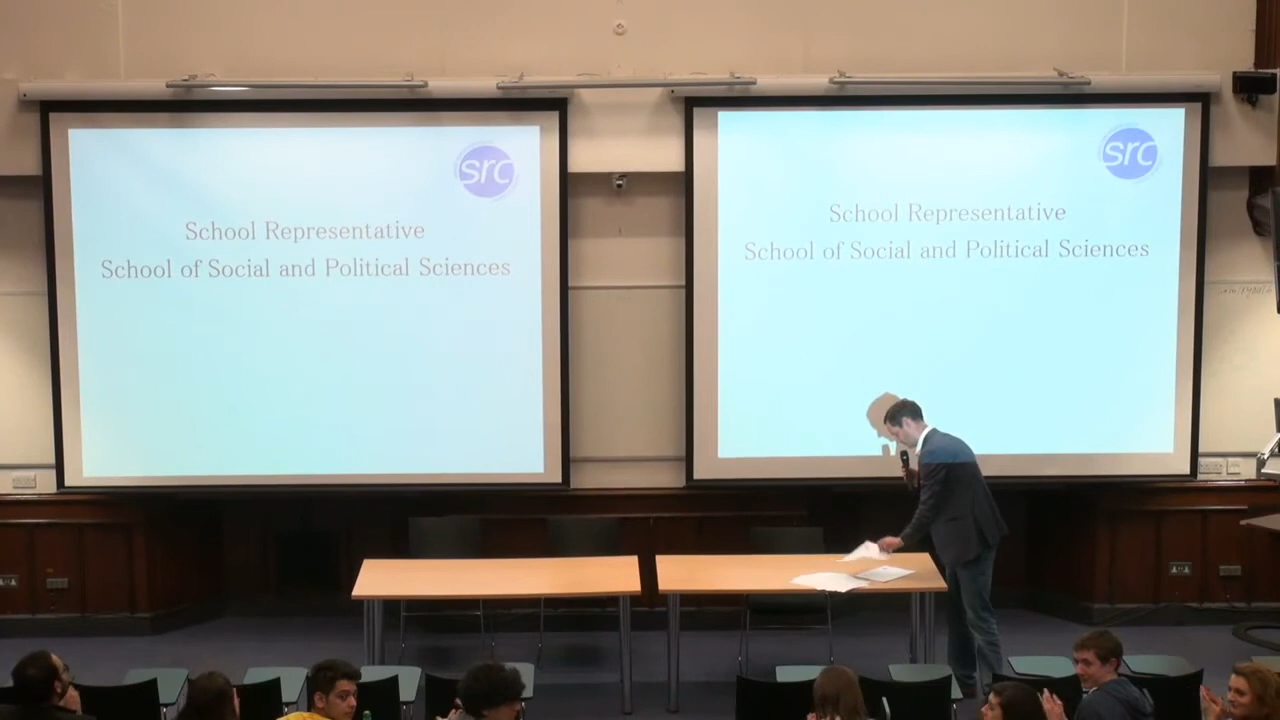 src
School Representative
School of Social and Political Sciences
src
School Representative
School of Social and Political Sciences